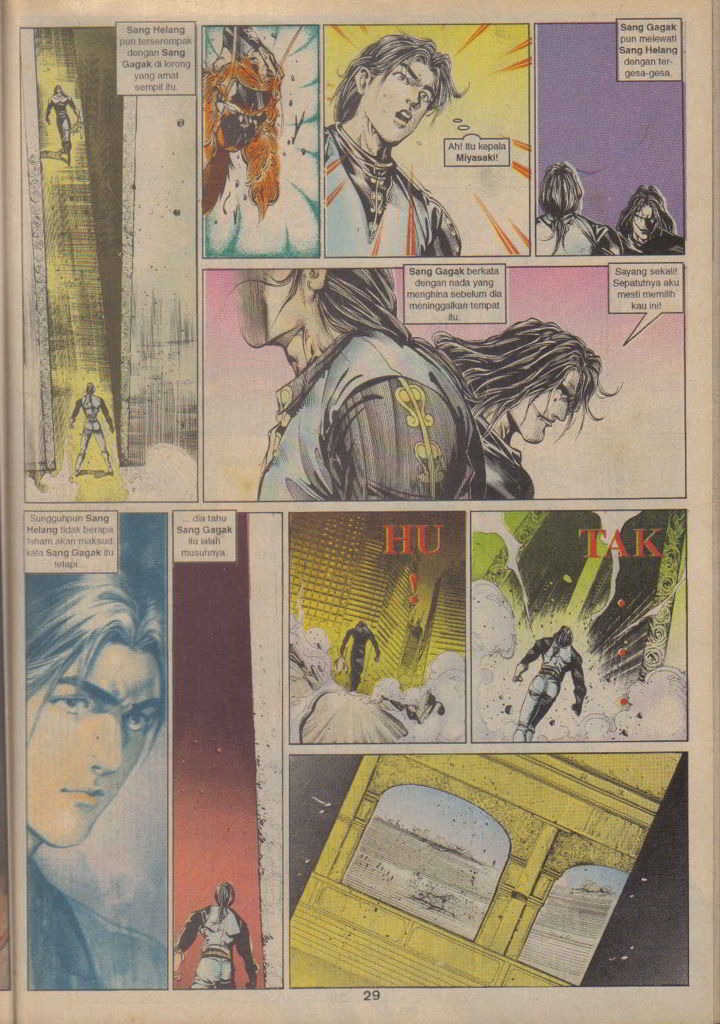 Sang Helang
pun terserempak
dengan Sang
Gagak di lorong
yang amat
sempit itu.
Ah! Itu kepala
Miyasaki!
Sang Gagak
pun melewati
Sang Helang
dengan ter-
gesa-gesa.
Sang Gagak berkata
dengan nada yang
menghina sebelum dia
meninggalkan tempat
itu.
Sayang sekali!
Sepatutnya aku
mesti memilih
kau ini!
Sungguhpun Sang
Helang tidak berapa
faham akan maksud
kata Sang Gagak itu
tetapi...
... dia tahu
Sang Gagak
itu ialah
musuhnya.
HU
!
TAK
29